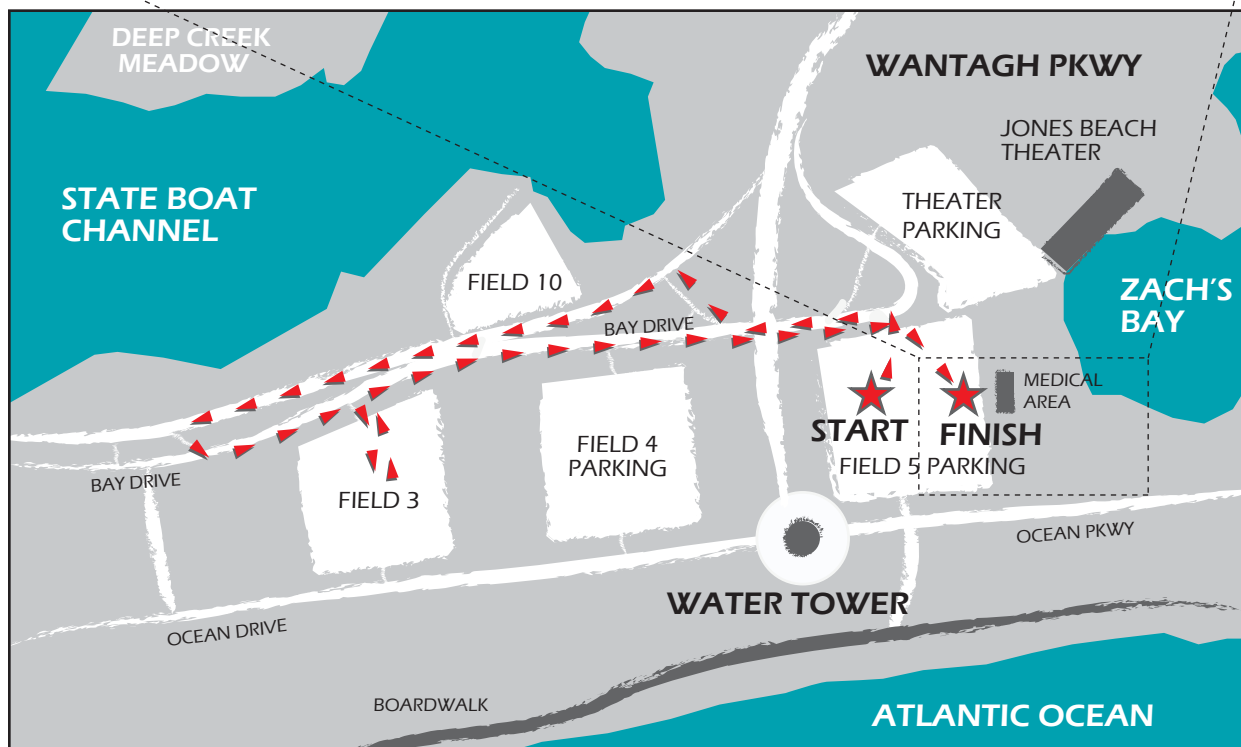 DEEP CREEK
MEADOW
WANTAGH PKWY
JONES BEACH
THEATER
STATE BOAT
CHANNEL
THEATER
PARKING
FIELD 10
ZACH'S
BAY
BAY DRIVE
MEDICAL
AREA
START
FINISH
FIELD 4
PARKING
FIELD 5 PARKING
BAY DRIVE
FIELD 3
OCEAN PKWY
WATER TOWER
OCEAN DRIVE
BOARDWALK
ATLANTIC OCEAN